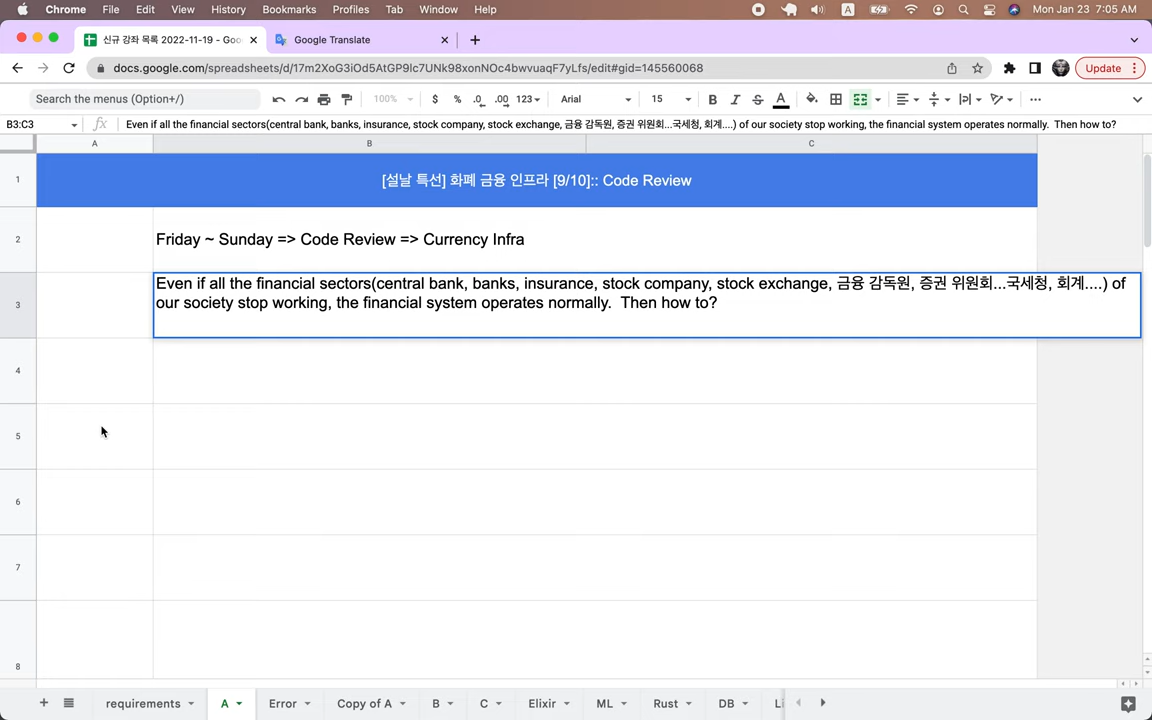 Chrome File Edit View History Bookmarks Profiles Tab Window Help A Mon Jan 23 7:05 AM
신규 강좌 목록 2022-11-19 - Goo Google Translate
docs.google.com/spreadsheets/d/17m2XoG3iOd5AtGP9lc7UNk98xonNOc4bwvuaqF7yLfs/edit#gid=145560068 Update
Search the menus (Option+/) 100% $ % .0 .00 123 Arial 15 B I S A
B3:C3 fx Even if all the financial sectors(central bank, banks, insurance, stock company, stock exchange, 금융 감독원, 증권 위원회...국세청, 회계....) of our society stop working, the financial system operates normally. Then how to?
A B C
1 [설날 특선] 화폐 금융 인프라 [9/10]:: Code Review
2 Friday ~ Sunday => Code Review => Currency Infra
3 Even if all the financial sectors(central bank, banks, insurance, stock company, stock exchange, 금융 감독원, 증권 위원회...국세청, 회계....) of
our society stop working, the financial system operates normally. Then how to?
4
5
6
7
8
requirements A Error Copy of A B C Elixir ML Rust DB Li